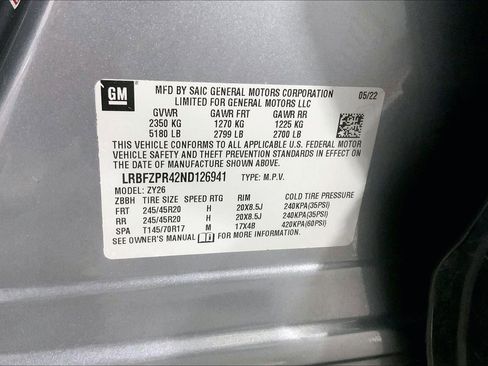 GM
MFD BY SAIC GENERAL MOTORS CORPORATION 05/22
LIMITED FOR GENERAL MOTORS LLC
GVWR GAWR FRT GAWR RR
2350 KG 1270 KG 1225 KG
5180 LB 2799 LB 2700 LB
THIS VEHICLE CONFORMS TO ALL APPLICABLE U.S. FEDERAL MOTOR
VEHICLE SAFETY AND THEFT PREVENTION STANDARDS IN EFFECT ON THE
DATE OF MANUFACTURE SHOWN ABOVE.
LRBFZPR42ND126941 TYPE: M.P.V.
MODEL: ZY26
ZBBH TIRE SIZE SPEED RTG RIM COLD TIRE PRESSURE
FRT 245/45R20 H 20X8.5J 240KPA(35PSI)
RR 245/45R20 H 20X8.5J 240KPA(35PSI)
SPA T145/70R17 M 17X4B 420KPA(60PSI)
SEE OWNER'S MANUAL FOR MORE INFORMATION.